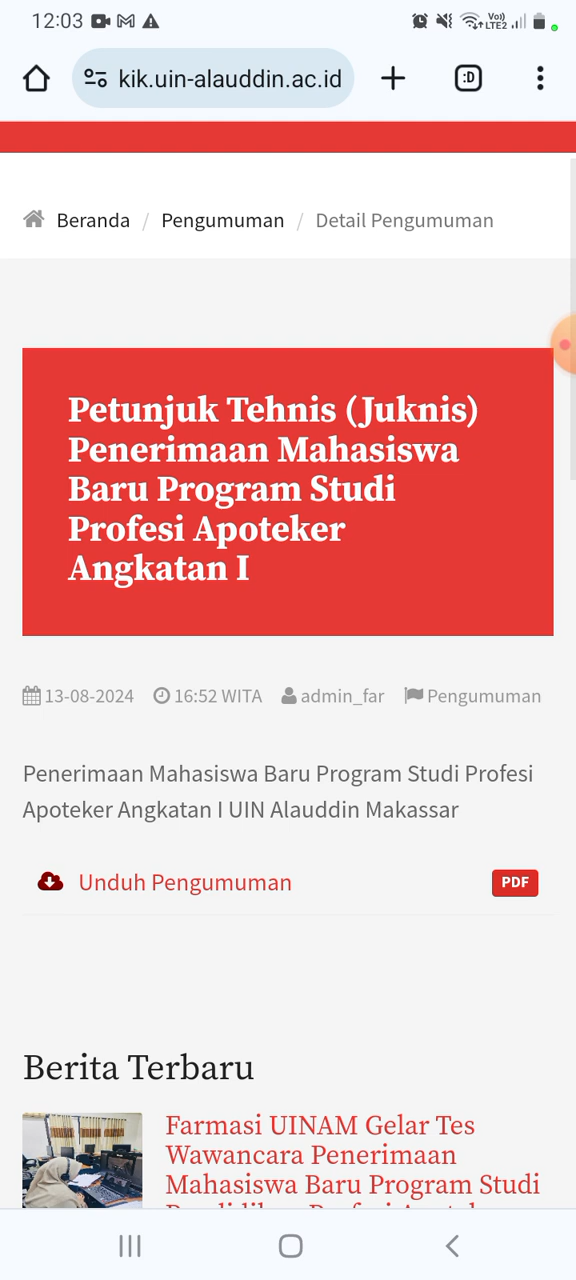 12:03
Vo)) LTE2
kik.uin-alauddin.ac.id
:D
Beranda / Pengumuman / Detail Pengumuman
Petunjuk Tehnis (Juknis)
Penerimaan Mahasiswa
Baru Program Studi
Profesi Apoteker
Angkatan I
13-08-2024 16:52 WITA admin_far Pengumuman
Penerimaan Mahasiswa Baru Program Studi Profesi
Apoteker Angkatan I UIN Alauddin Makassar
Unduh Pengumuman PDF
Berita Terbaru
Farmasi UINAM Gelar Tes
Wawancara Penerimaan
Mahasiswa Baru Program Studi